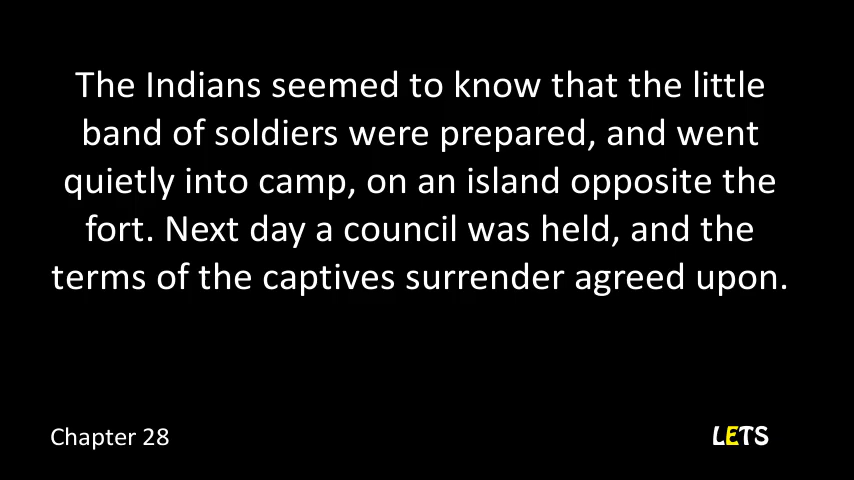 The Indians seemed to know that the little
band of soldiers were prepared, and went
quietly into camp, on an island opposite the
fort. Next day a council was held, and the
terms of the captives surrender agreed upon.
Chapter 28
LETS